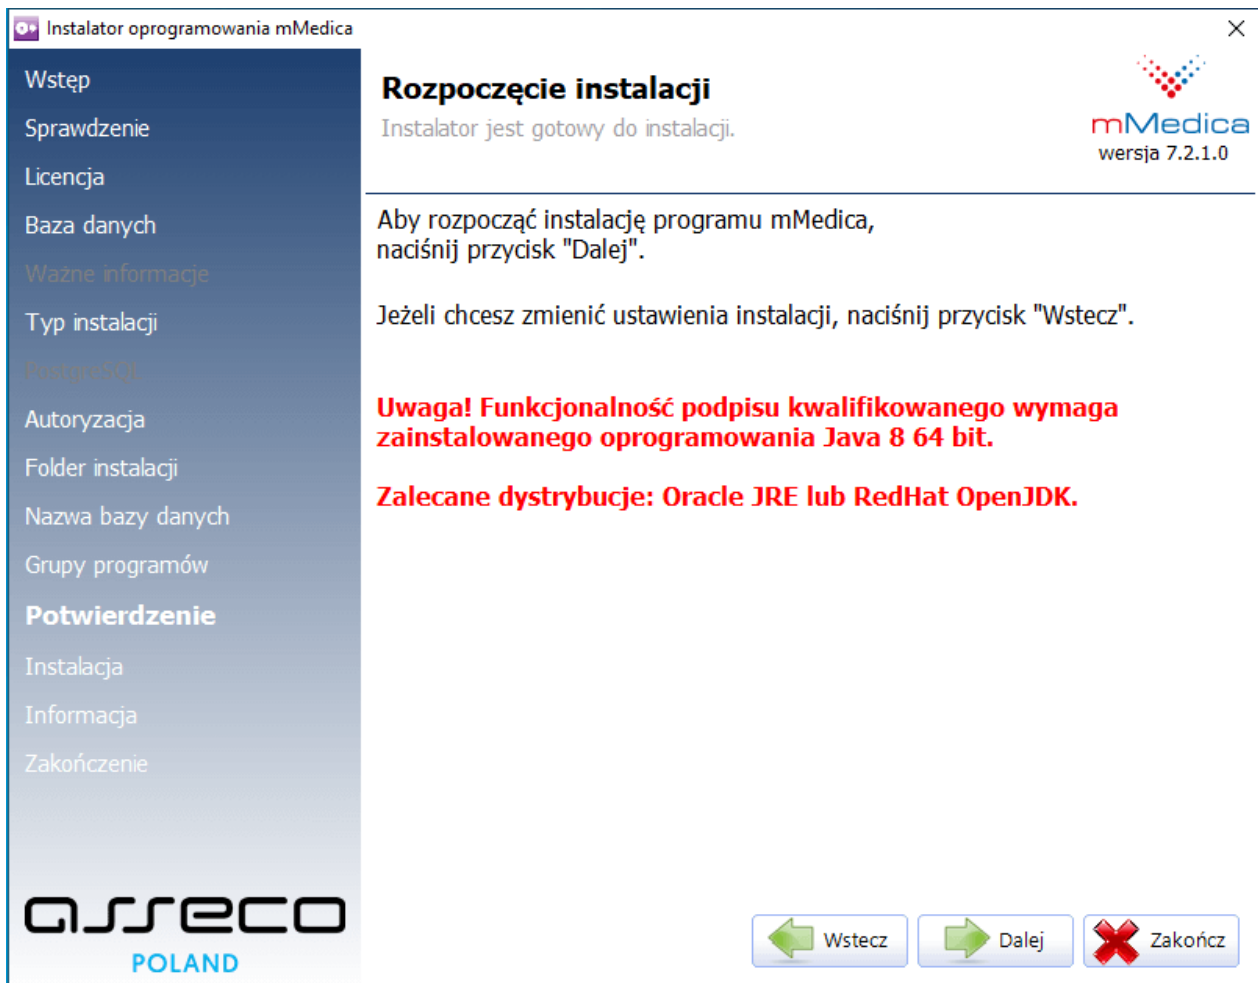 Instalator oprogramowania mMedica
Wstęp
Sprawdzenie
Licencja
Baza danych
Ważne informacje
Typ instalacji
PostgreSQL
Autoryzacja
Folder instalacji
Nazwa bazy danych
Grupy programów
Potwierdzenie
Instalacja
Informacja
Zakończenie
asseco
POLAND
Rozpoczęcie instalacji
Instalator jest gotowy do instalacji.
mMedica
wersja 7.2.1.0
Aby rozpocząć instalację programu mMedica,
naciśnij przycisk "Dalej".
Jeżeli chcesz zmienić ustawienia instalacji, naciśnij przycisk "Wstecz".
Uwaga! Funkcjonalność podpisu kwalifikowanego wymaga
zainstalowanego oprogramowania Java 8 64 bit.
Zalecane dystrybucje: Oracle JRE lub RedHat OpenJDK.
Wstecz
Dalej
Zakończ